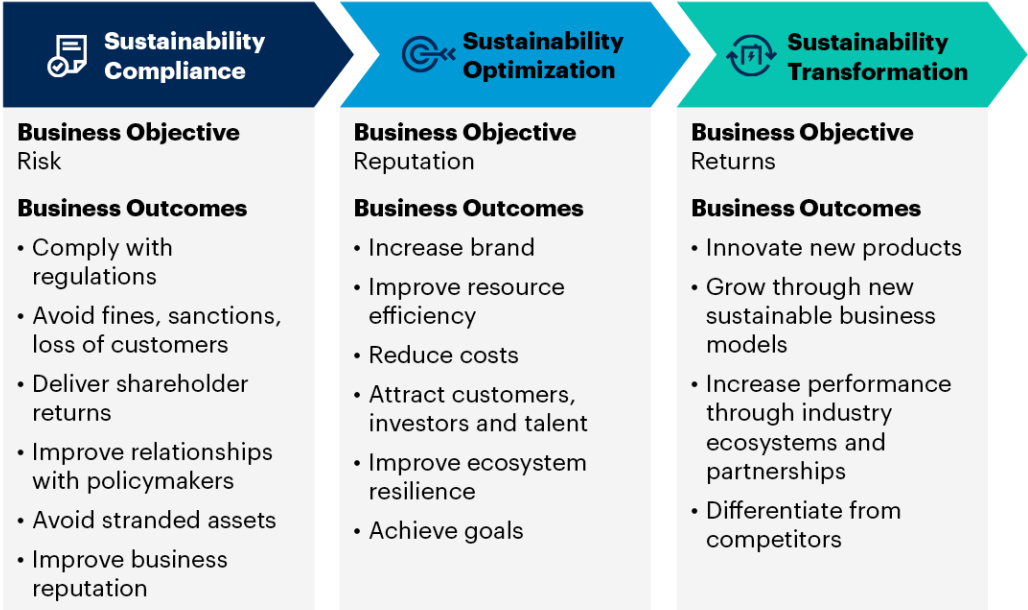 Sustainability
Compliance
Business Objective
Risk
Business Outcomes
• Comply with
regulations
• Avoid fines, sanctions,
loss of customers
• Deliver shareholder
returns
• Improve relationships
with policymakers
• Avoid stranded assets
• Improve business
reputation
Sustainability
Optimization
Business Objective
Reputation
Business Outcomes
• Increase brand
• Improve resource
efficiency
• Reduce costs
• Attract customers,
investors and talent
• Improve ecosystem
resilience
• Achieve goals
Sustainability
Transformation
Business Objective
Returns
Business Outcomes
• Innovate new products
• Grow through new
sustainable business
models
• Increase performance
through industry
ecosystems and
partnerships
• Differentiate from
competitors